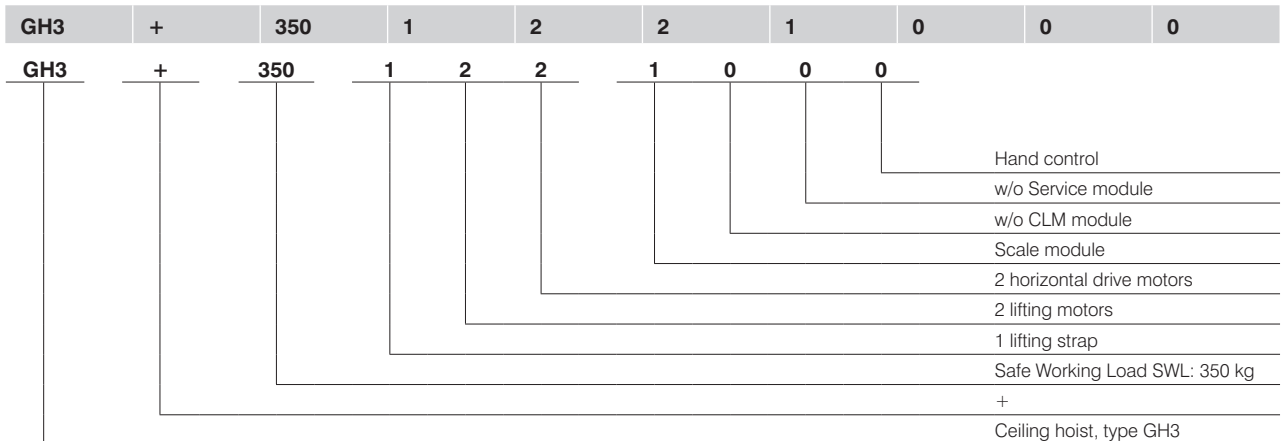 GH3 + 350 1 2 2 1 0 0 0
GH3 + 350 1 2 2 1 0 0 0
Hand control
w/o Service module
w/o CLM module
Scale module
2 horizontal drive motors
2 lifting motors
1 lifting strap
Safe Working Load SWL: 350 kg
+
Ceiling hoist, type GH3